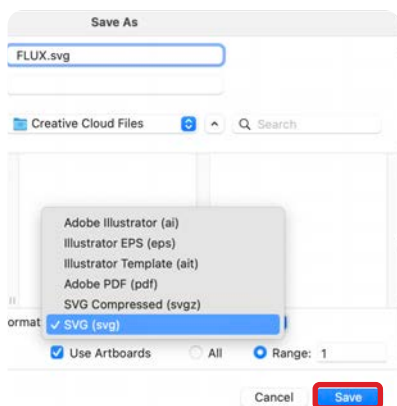 Save As
FLUX.svg
Creative Cloud Files
Search
Adobe Illustrator (ai)
Illustrator EPS (eps)
Illustrator Template (ait)
Adobe PDF (pdf)
SVG Compressed (svgz)
ormat ✓ SVG (svg)
Use Artboards All Range: 1
Cancel Save